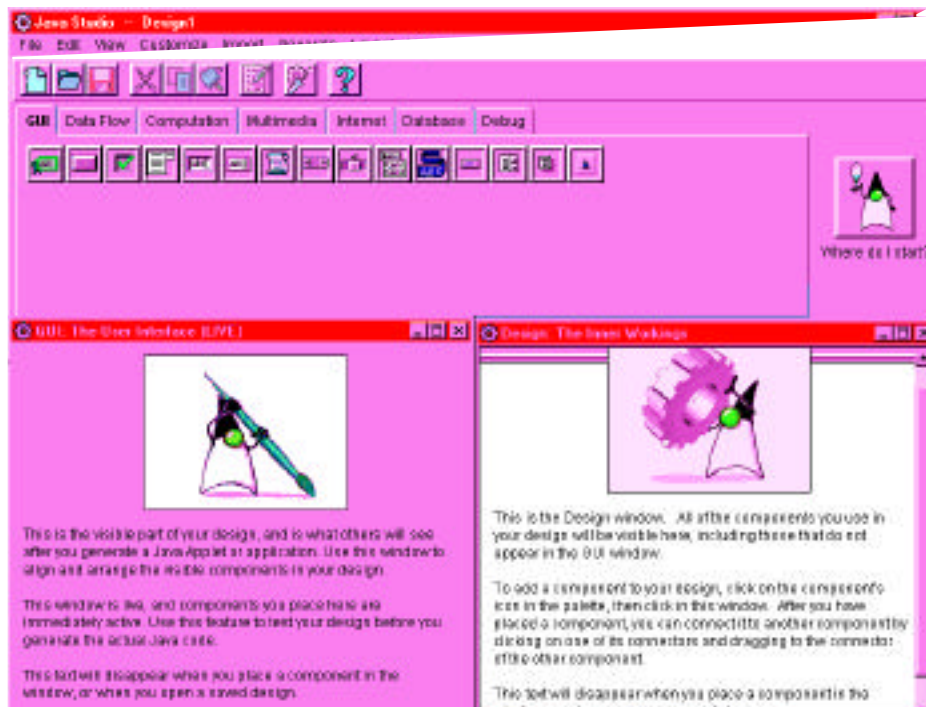 Java Studio -- Design1
File Edit View Customize Import
GUI Data Flow Computation Multimedia Internet Database Debug
Where do I start?
GUI: The User Interface (LIVE)
This is the visible part of your design, and is what others will see
after you generate a Java Applet or application. Use this window to
align and arrange the visible components in your design.
This window is live, and components you place here are
immediately active. Use this feature to test your design before you
generate the actual Java code.
This text will disappear when you place a component in the
window, or when you open a saved design.
Design: The Inner Workings
This is the Design window. All of the components you use in
your design will be visible here, including those that do not
appear in the GUI window.
To add a component to your design, click on the component's
icon in the palette, then click in this window. After you have
placed a component, you can connect it to another component by
clicking on one of its connectors and dragging to the connector
of the other component.
This text will disappear when you place a component in the